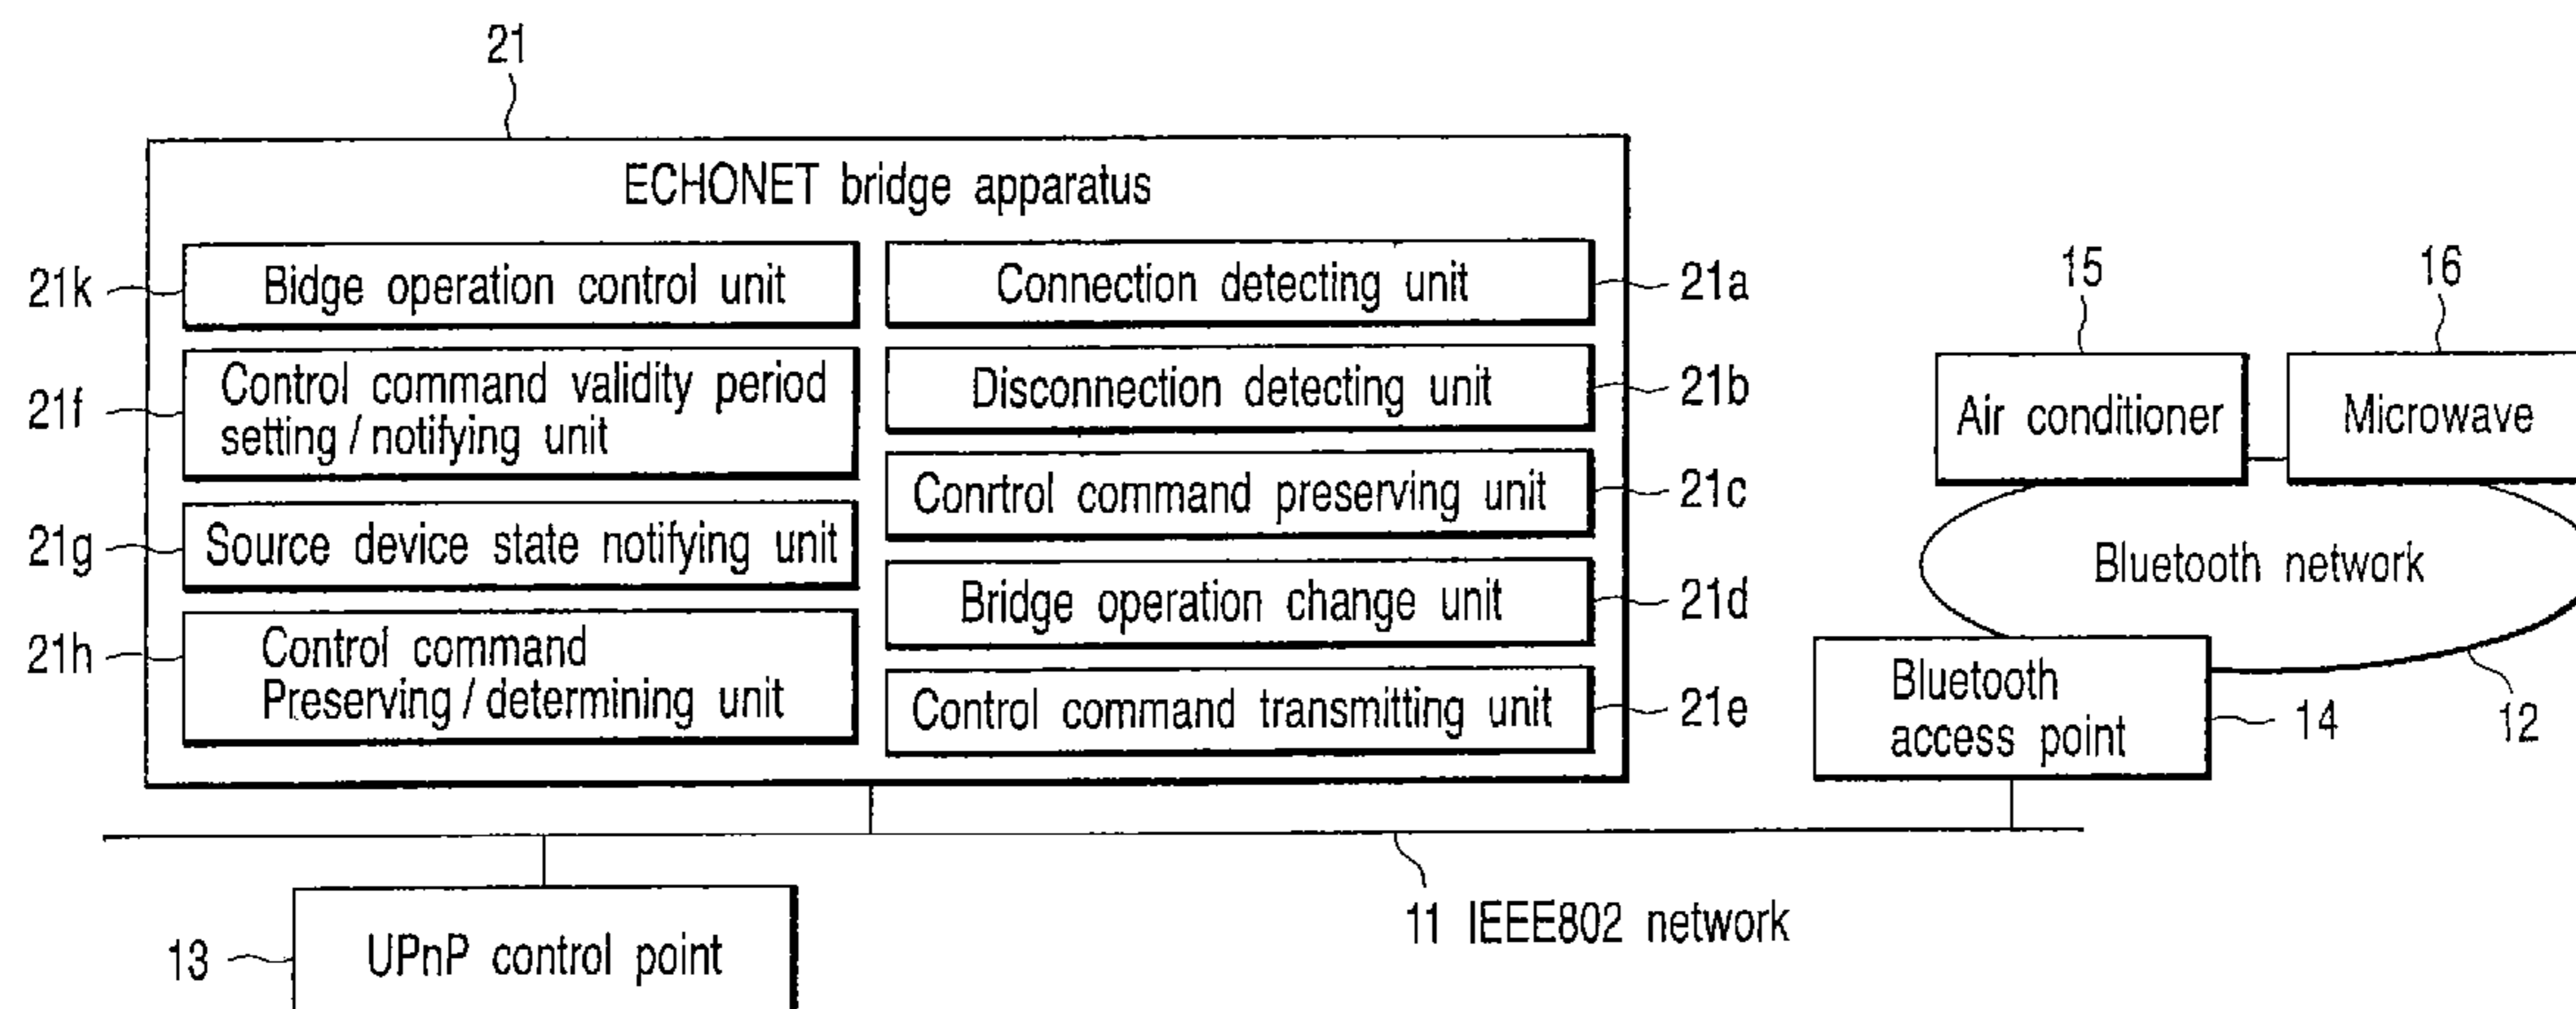 21
ECHONET bridge apparatus
21k
Bidge operation control unit
Connection detecting unit
21a
21f
Control command validity period
setting / notifying unit
Disconnection detecting unit
21b
Conrtrol command preserving unit
21c
21g
Source device state notifying unit
Bridge operation change unit
21d
21h
Control command
Preserving / determining unit
Control command transmitting unit
21e
15
16
Air conditioner
Microwave
Bluetooth network
Bluetooth
access point
14
12
11 IEEE802 network
13
UPnP control point